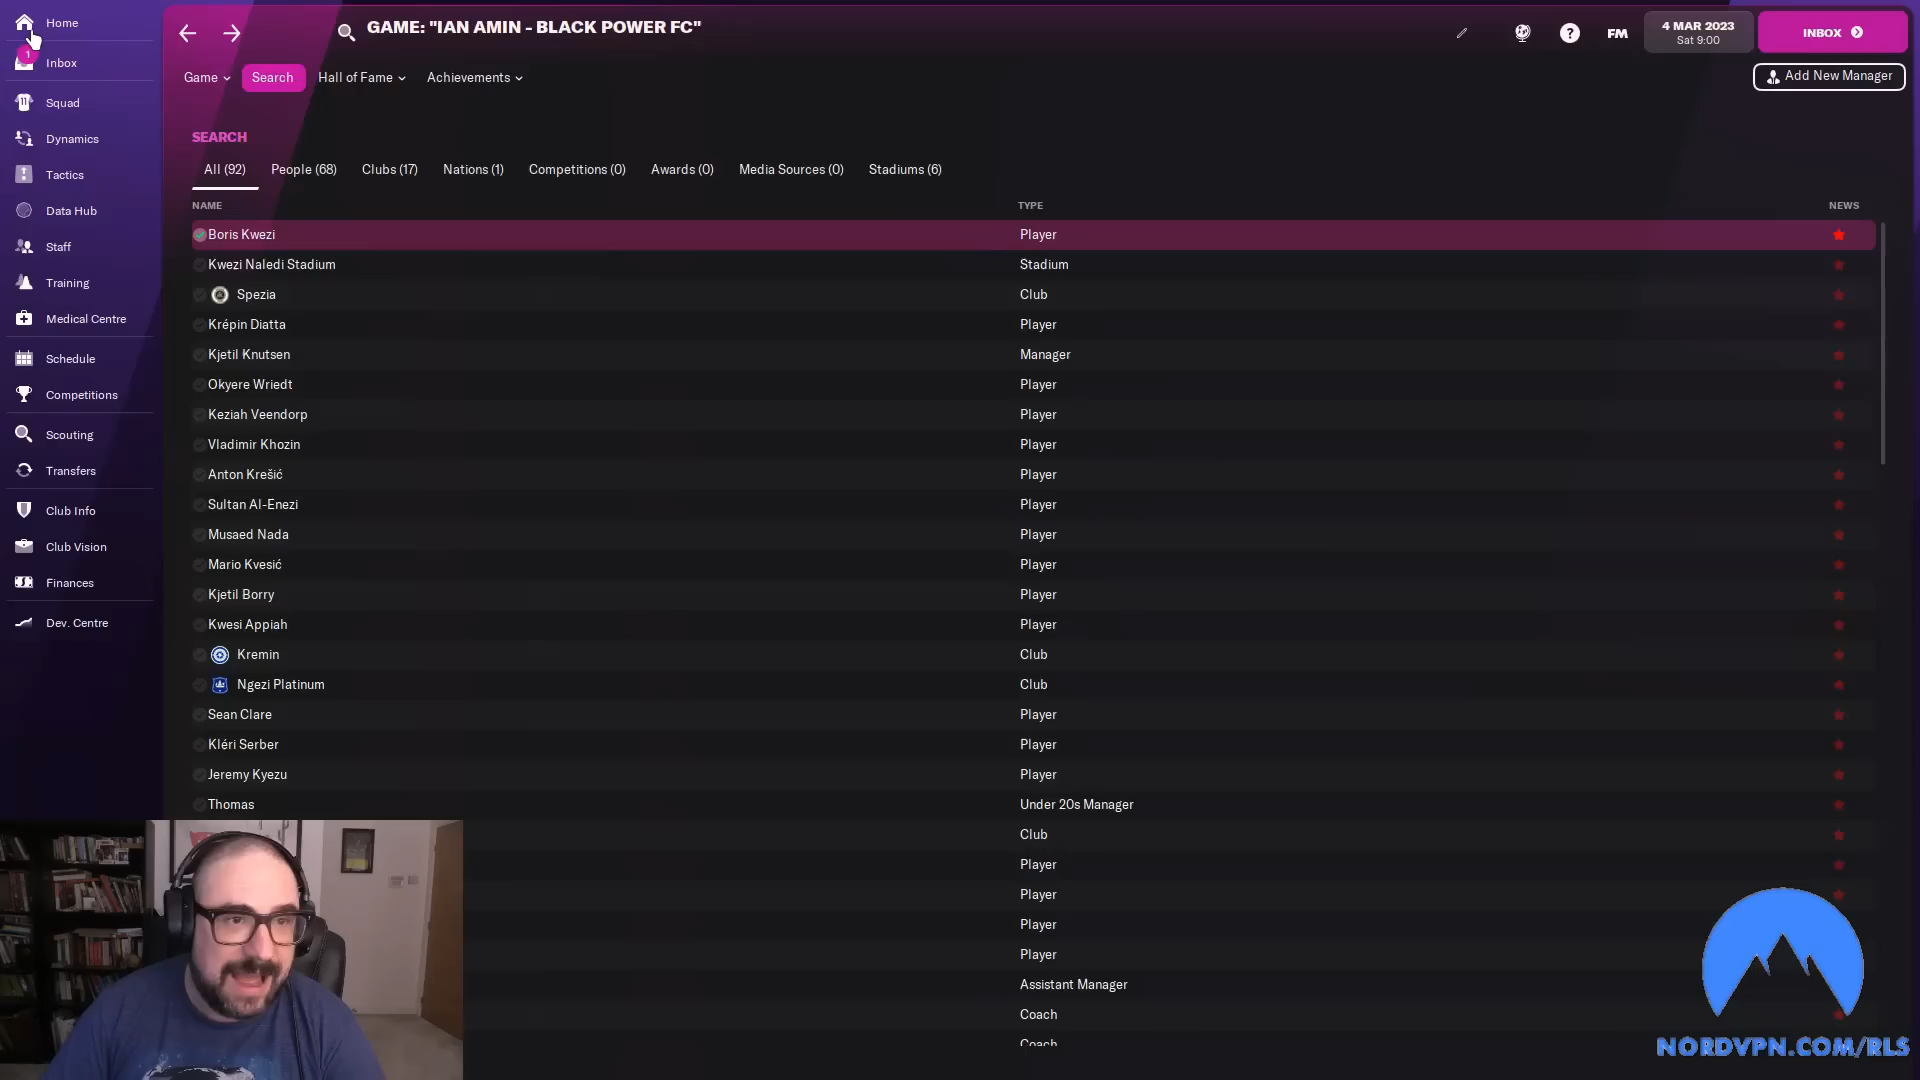 Home
1
Inbox
Squad
Dynamics
Tactics
Data Hub
Staff
Training
Medical Centre
Schedule
Competitions
Scouting
Transfers
Club Info
Club Vision
Finances
Dev. Centre
GAME: "IAN AMIN - BLACK POWER FC"
FM
4 MAR 2023
Sat 9:00
INBOX
Game Search Hall of Fame Achievements
Add New Manager
SEARCH
All (92) People (68) Clubs (17) Nations (1) Competitions (0) Awards (0) Media Sources (0) Stadiums (6)
NAME TYPE NEWS
Boris Kwezi Player
Kwezi Naledi Stadium Stadium
Spezia Club
Krépin Diatta Player
Kjetil Knutsen Manager
Okyere Wriedt Player
Keziah Veendorp Player
Vladimir Khozin Player
Anton Krešić Player
Sultan Al-Enezi Player
Musaed Nada Player
Mario Kvesić Player
Kjetil Borry Player
Kwesi Appiah Player
Kremin Club
Ngezi Platinum Club
Sean Clare Player
Kléri Serber Player
Jeremy Kyezu Player
Thomas Under 20s Manager
Club
Player
Player
Player
Player
Assistant Manager
Coach
Coach
NORDVPN.COM/RLS